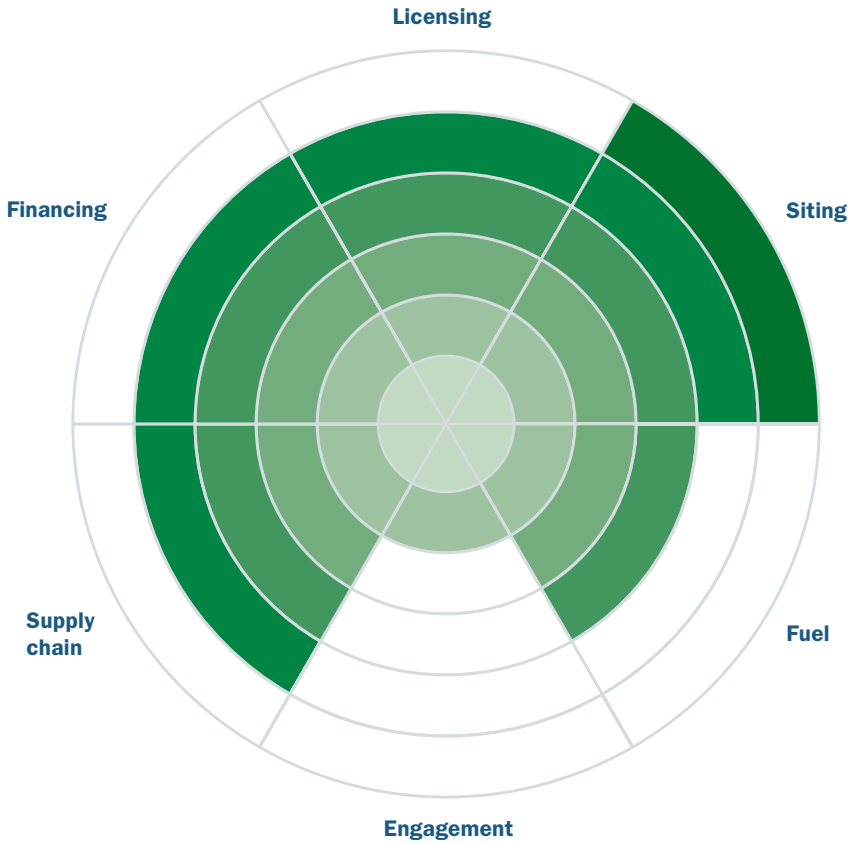 Licensing
Financing
Siting
Supply
chain
Fuel
Engagement